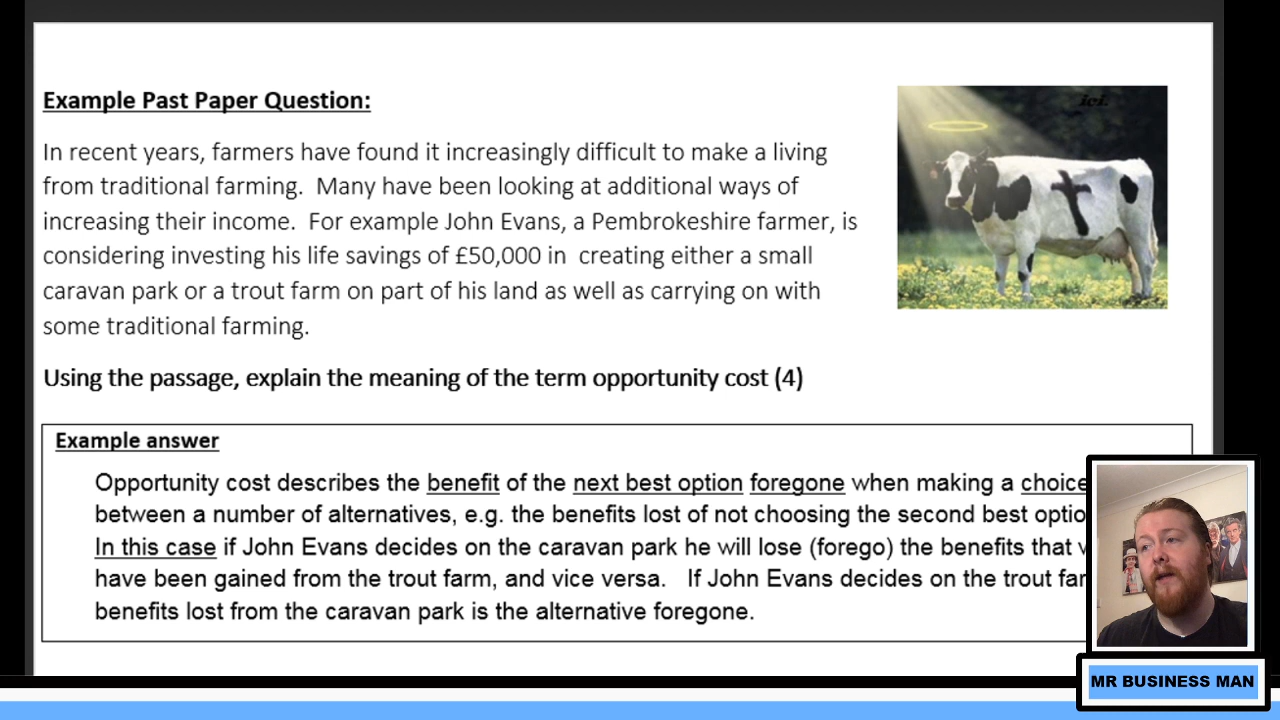 Example Past Paper Question:
ici.
In recent years, farmers have found it increasingly difficult to make a living
from traditional farming. Many have been looking at additional ways of
increasing their income. For example John Evans, a Pembrokeshire farmer, is
considering investing his life savings of £50,000 in creating either a small
caravan park or a trout farm on part of his land as well as carrying on with
some traditional farming.
Using the passage, explain the meaning of the term opportunity cost (4)
Example answer
Opportunity cost describes the benefit of the next best option foregone when making a choice
between a number of alternatives, e.g. the benefits lost of not choosing the second best
In this case if John Evans decides on the caravan park he will lose (forego) the benefits that
have been gained from the trout farm, and vice versa. If John Evans decides on the trout
benefits lost from the caravan park is the alternative foregone.
MR BUSINESS MAN